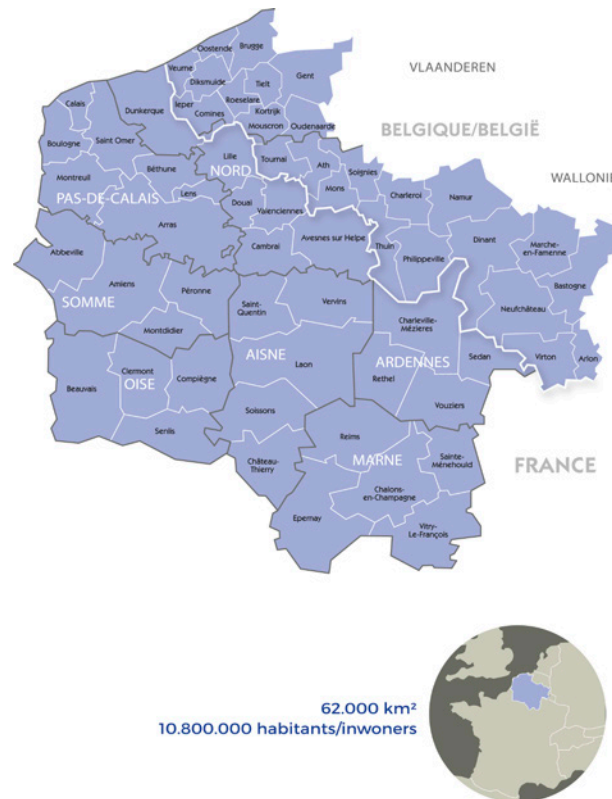 Oostende
Brugge
VLAANDEREN
Veurne
Gent
Diksmuide
Tielt
Calais
Dunkerque
Ieper
Roeselare
Kortrijk
Comines
Mouscron
Oudenaarde
BELGIQUE/BELGIË
Boulogne
Saint Omer
Lille
NORD
Tournai
Ath
Soignies
Montreuil
Béthune
WALLONIE
PAS-DE-CALAIS
Lens
Douai
Valenciennes
Mons
Charleroi
Namur
Arras
Cambrai
Avesnes sur Helpe
Thuin
Philippeville
Dinant
Marche-
en-Famenne
Abbeville
Bastogne
Amiens
Péronne
Saint-
Quentin
Vervins
SOMME
Charleville-
Mézieres
Neufchâteau
Montdidier
AISNE
Laon
ARDENNES
Sedan
Virton
Arlon
Beauvais
Clermont
OISE
Compiègne
Rethel
Vouziers
Senlis
Soissons
Reims
MARNE
Sainte-
Ménehould
FRANCE
Château-
Thierry
Chalons-
en-Champagne
Epernay
Vitry-
Le-François
62.000 km²
10.800.000 habitants/inwoners